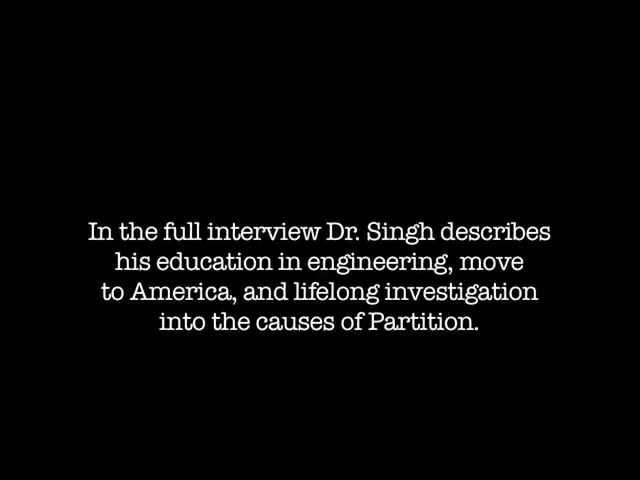 In the full interview Dr. Singh describes
his education in engineering, move
to America, and lifelong investigation
into the causes of Partition.